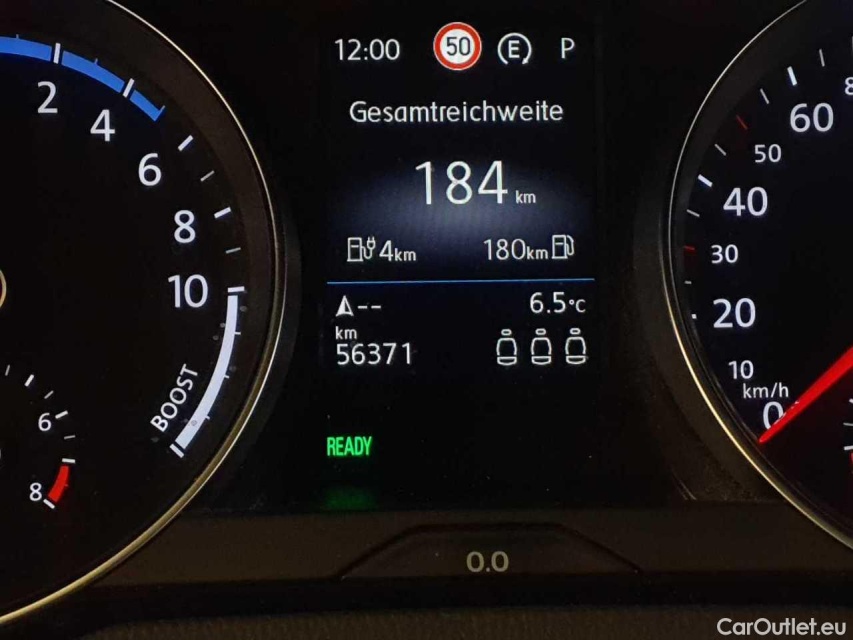 12:00 50 E P
Gesamtreichweite
184 km
4km 180km
-- 6.5°C
km
56371
READY
0.0
2
4
6
8
10
BOOST
6
8
8
60
50
40
30
20
10
km/h
0
CarOutlet.eu